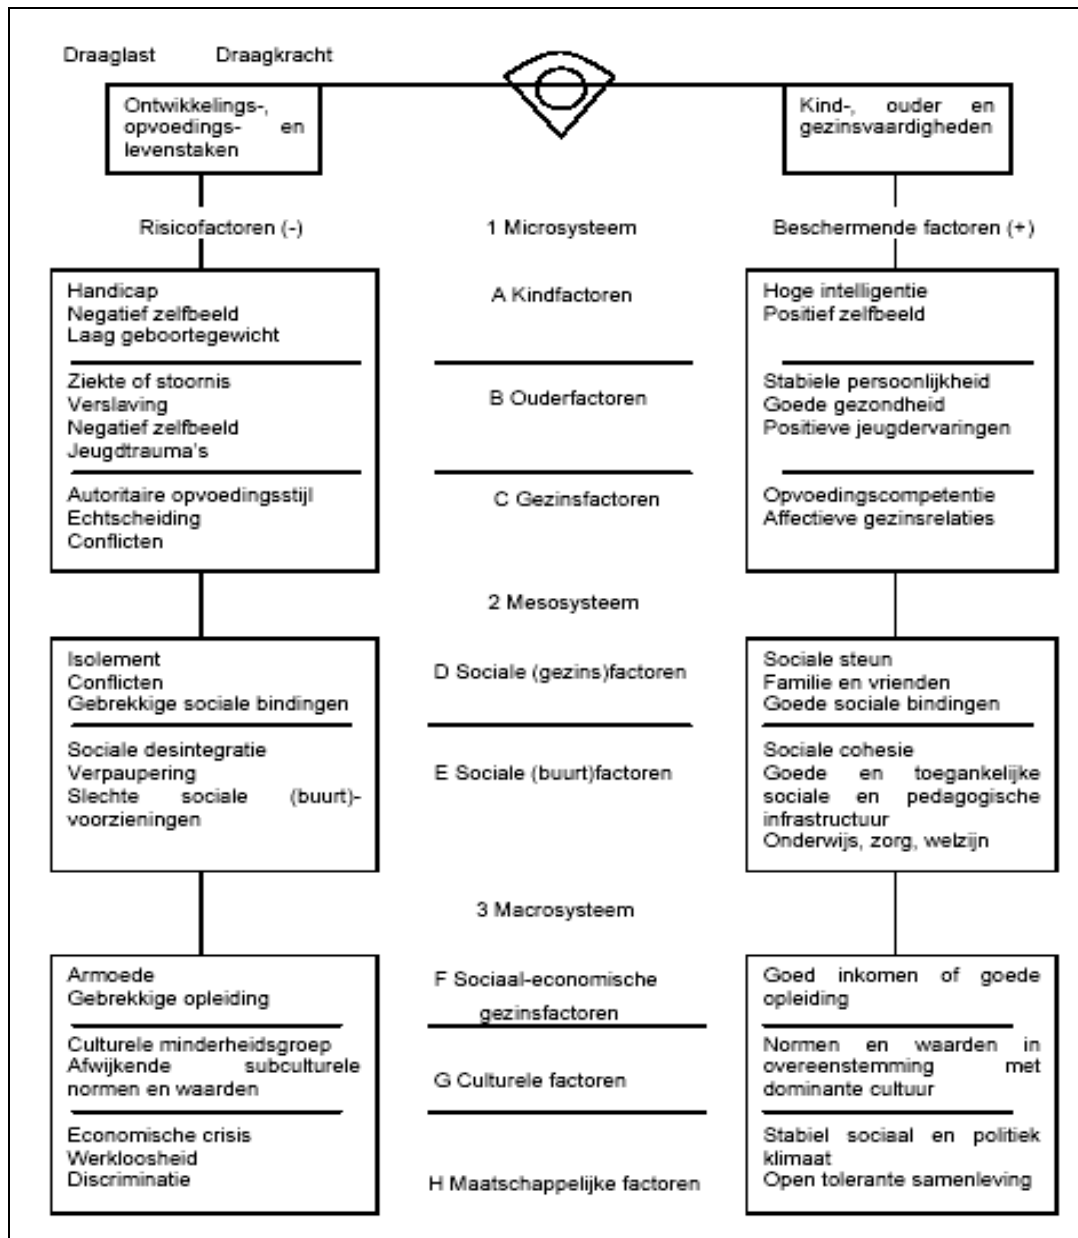 Draaglast
Draagkracht
Ontwikkelings-,
opvoedings- en
levenstaken
Kind-, ouder en
gezinsvaardigheden
Risicofactoren (-)
1 Microsysteem
Beschermende factoren (+)
Handicap
Negatief zelfbeeld
Laag geboortegewicht
A Kindfactoren
Hoge intelligentie
Positief zelfbeeld
Ziekte of stoornis
Verslaving
Negatief zelfbeeld
Jeugdtrauma's
B Ouderfactoren
Stabiele persoonlijkheid
Goede gezondheid
Positieve jeugdervaringen
Autoritaire opvoedingsstijl
Echtscheiding
Conflicten
C Gezinsfactoren
Opvoedingscompetentie
Affectieve gezinsrelaties
2 Mesosysteem
Isolement
Conflicten
Gebrekkige sociale bindingen
D Sociale (gezins)factoren
Sociale steun
Familie en vrienden
Goede sociale bindingen
Sociale desintegratie
Verpaupering
Slechte sociale (buurt)-
voorzieningen
E Sociale (buurt)factoren
Sociale cohesie
Goede en toegankelijke
sociale en pedagogische
infrastructuur
Onderwijs, zorg, welzijn
3 Macrosysteem
Armoede
Gebrekkige opleiding
F Sociaal-economische
gezinsfactoren
Goed inkomen of goede
opleiding
Culturele minderheidsgroep
Afwijkende subculturele
normen en waarden
G Culturele factoren
Normen en waarden in
overeenstemming met
dominante cultuur
Economische crisis
Werkloosheid
Discriminatie
H Maatschappelijke factoren
Stabiel sociaal en politiek
klimaat
Open tolerante samenleving